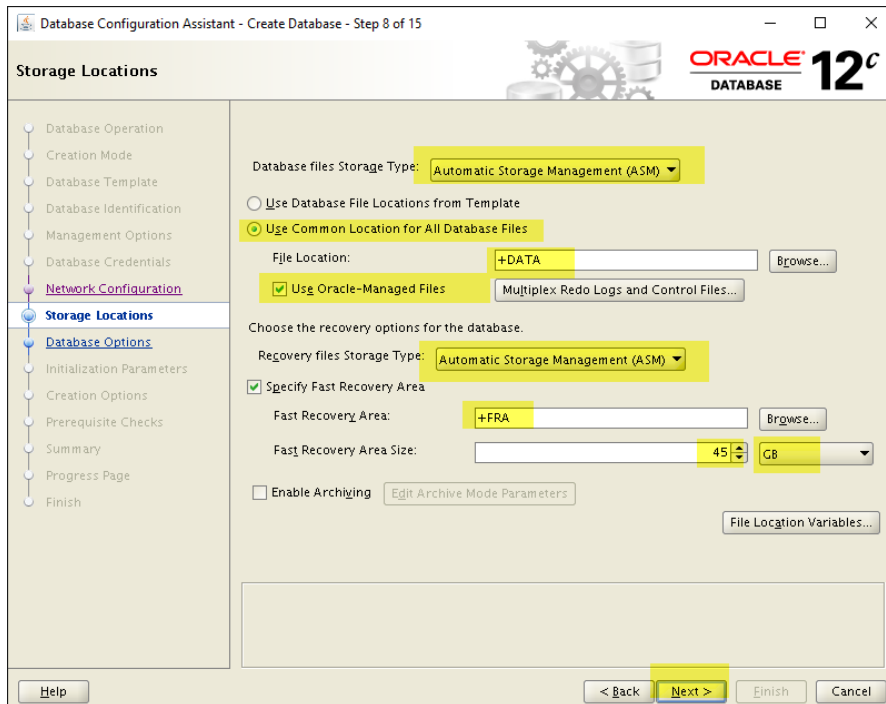 Database Configuration Assistant - Create Database - Step 8 of 15
Storage Locations
ORACLE
DATABASE
12c
Database Operation
Creation Mode
Database Template
Database Identification
Management Options
Database Credentials
Network Configuration
Storage Locations
Database Options
Initialization Parameters
Creation Options
Prerequisite Checks
Summary
Progress Page
Finish
Database files Storage Type: Automatic Storage Management (ASM)
Use Database File Locations from Template
Use Common Location for All Database Files
File Location: +DATA Browse...
Use Oracle-Managed Files Multiplex Redo Logs and Control Files...
Choose the recovery options for the database.
Recovery files Storage Type: Automatic Storage Management (ASM)
Specify Fast Recovery Area
Fast Recovery Area: +FRA Browse...
Fast Recovery Area Size: 45 GB
Enable Archiving Edit Archive Mode Parameters
File Location Variables...
Help < Back Next > Finish Cancel